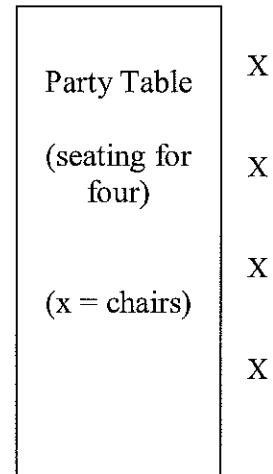 Party Table
X
(seating for
four)
X
(x = chairs)
X
X